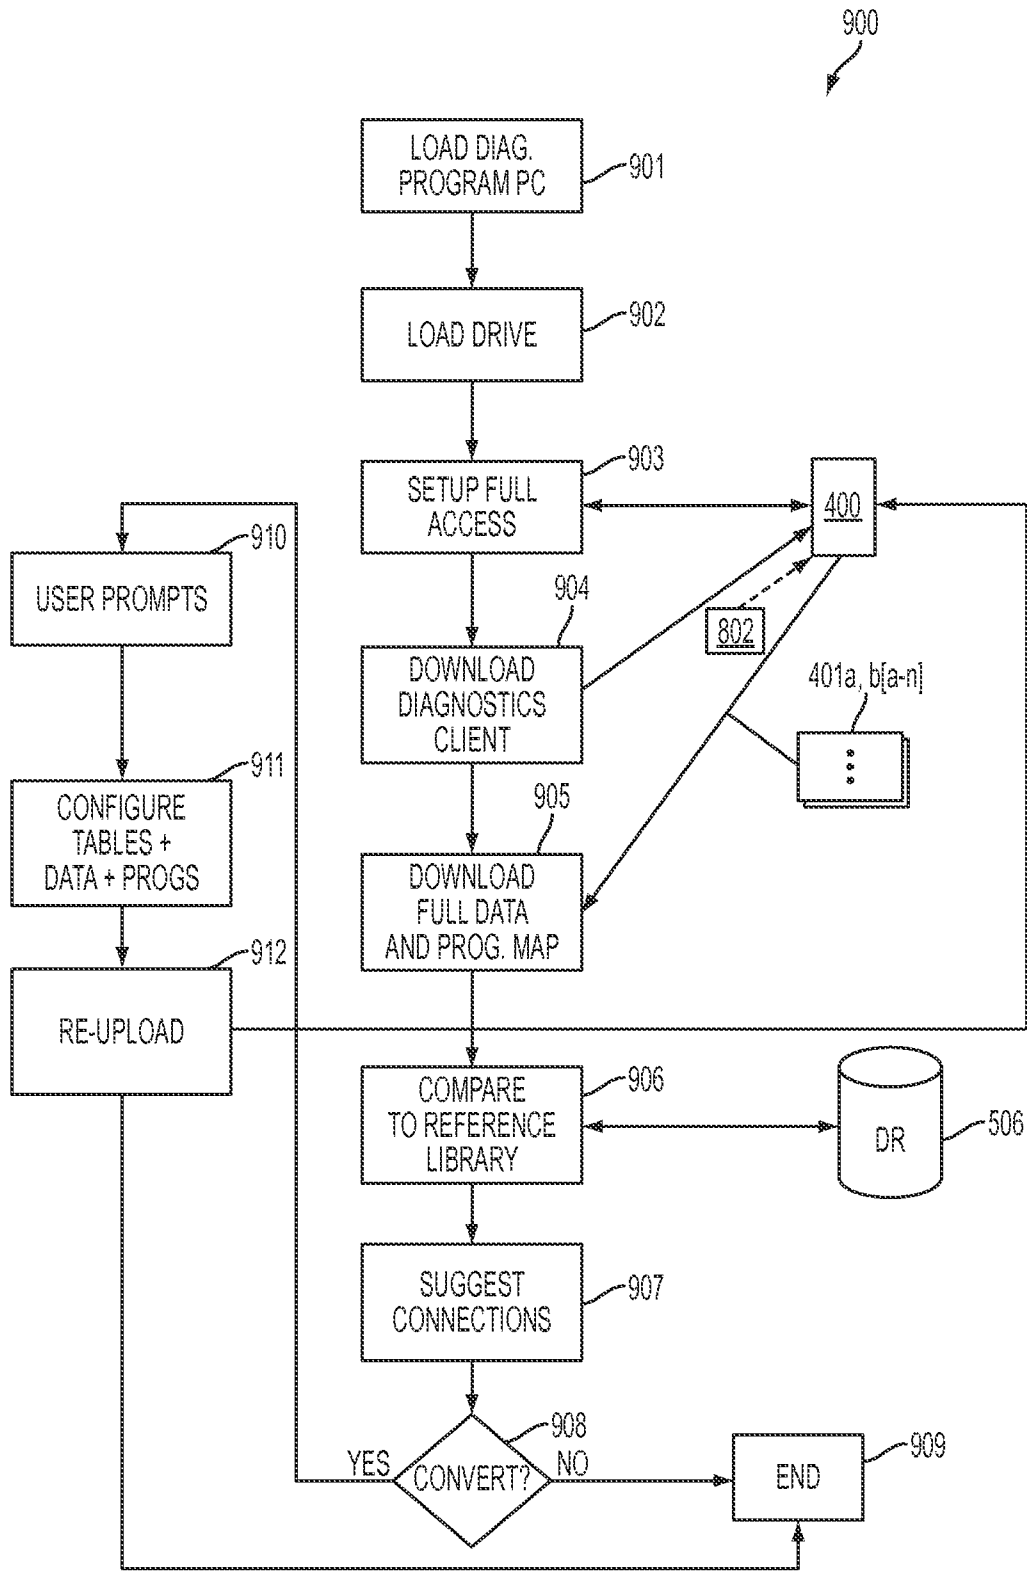 900
LOAD DIAG.
PROGRAM PC
901
LOAD DRIVE
902
SETUP FULL
ACCESS
903
400
910
USER PROMPTS
904
DOWNLOAD
DIAGNOSTICS
CLIENT
802
401a, b[a-n]
911
CONFIGURE
TABLES +
DATA + PROGS
905
DOWNLOAD
FULL DATA
AND PROG. MAP
912
RE-UPLOAD
COMPARE
TO REFERENCE
LIBRARY
906
DR
506
SUGGEST
CONNECTIONS
907
908
YES
CONVERT?
NO
END
909